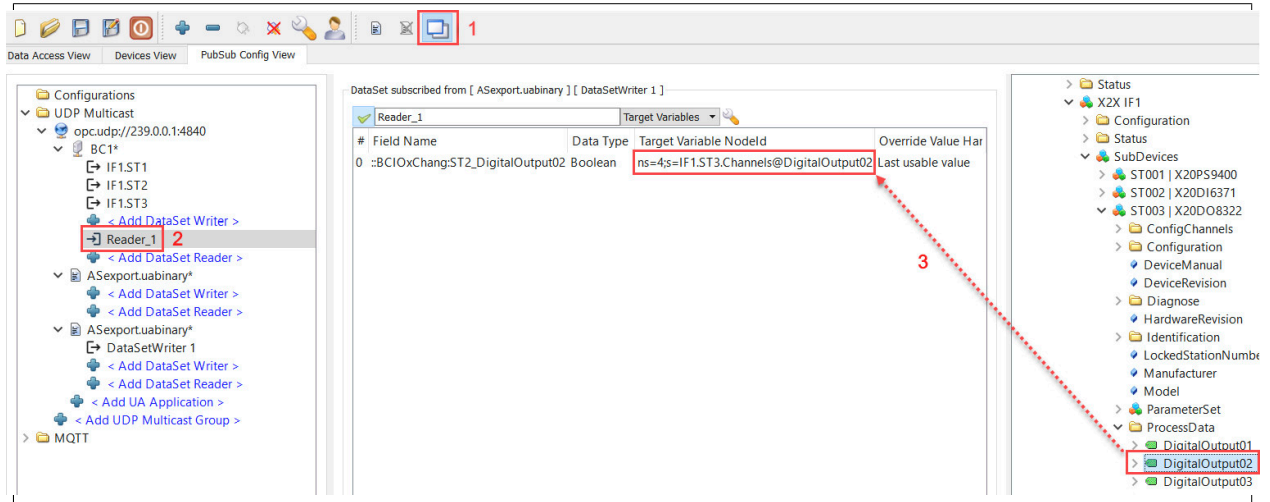 1
Data Access View Devices View PubSub Config View
Configurations
UDP Multicast
opc.udp://239.0.0.1:4840
BC1*
IF1.ST1
IF1.ST2
IF1.ST3
< Add DataSet Writer >
Reader_1 2
< Add DataSet Reader >
ASexport.uabinary*
< Add DataSet Writer >
< Add DataSet Reader >
ASexport.uabinary*
DataSetWriter 1
< Add DataSet Writer >
< Add DataSet Reader >
< Add UA Application >
< Add UDP Multicast Group >
MQTT
DataSet subscribed from [ ASexport.uabinary ] [ DataSetWriter 1 ]
Reader_1 Target Variables
# Field Name Data Type Target Variable NodeId Override Value Har
0 ::BCIOxChang:ST2_DigitalOutput02 Boolean ns=4;s=IF1.ST3.Channels@DigitalOutput02 Last usable value
3
Status
X2X IF1
Configuration
Status
SubDevices
ST001 | X20PS9400
ST002 | X20DI6371
ST003 | X20DO8322
ConfigChannels
Configuration
DeviceManual
DeviceRevision
Diagnose
HardwareRevision
Identification
LockedStationNumbe
Manufacturer
Model
ParameterSet
ProcessData
DigitalOutput01
DigitalOutput02
DigitalOutput03